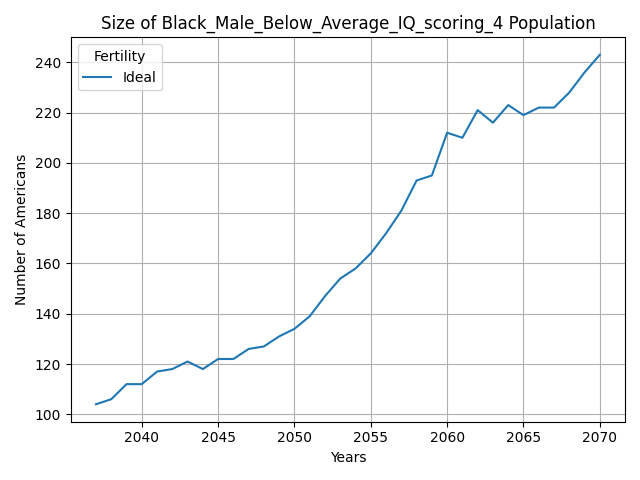 Size of Black_Male_Below_Average_IQ_scoring_4 Population
Fertility
Ideal
Number of Americans
240
220
200
180
160
140
120
100
2040 2045 2050 2055 2060 2065 2070
Years